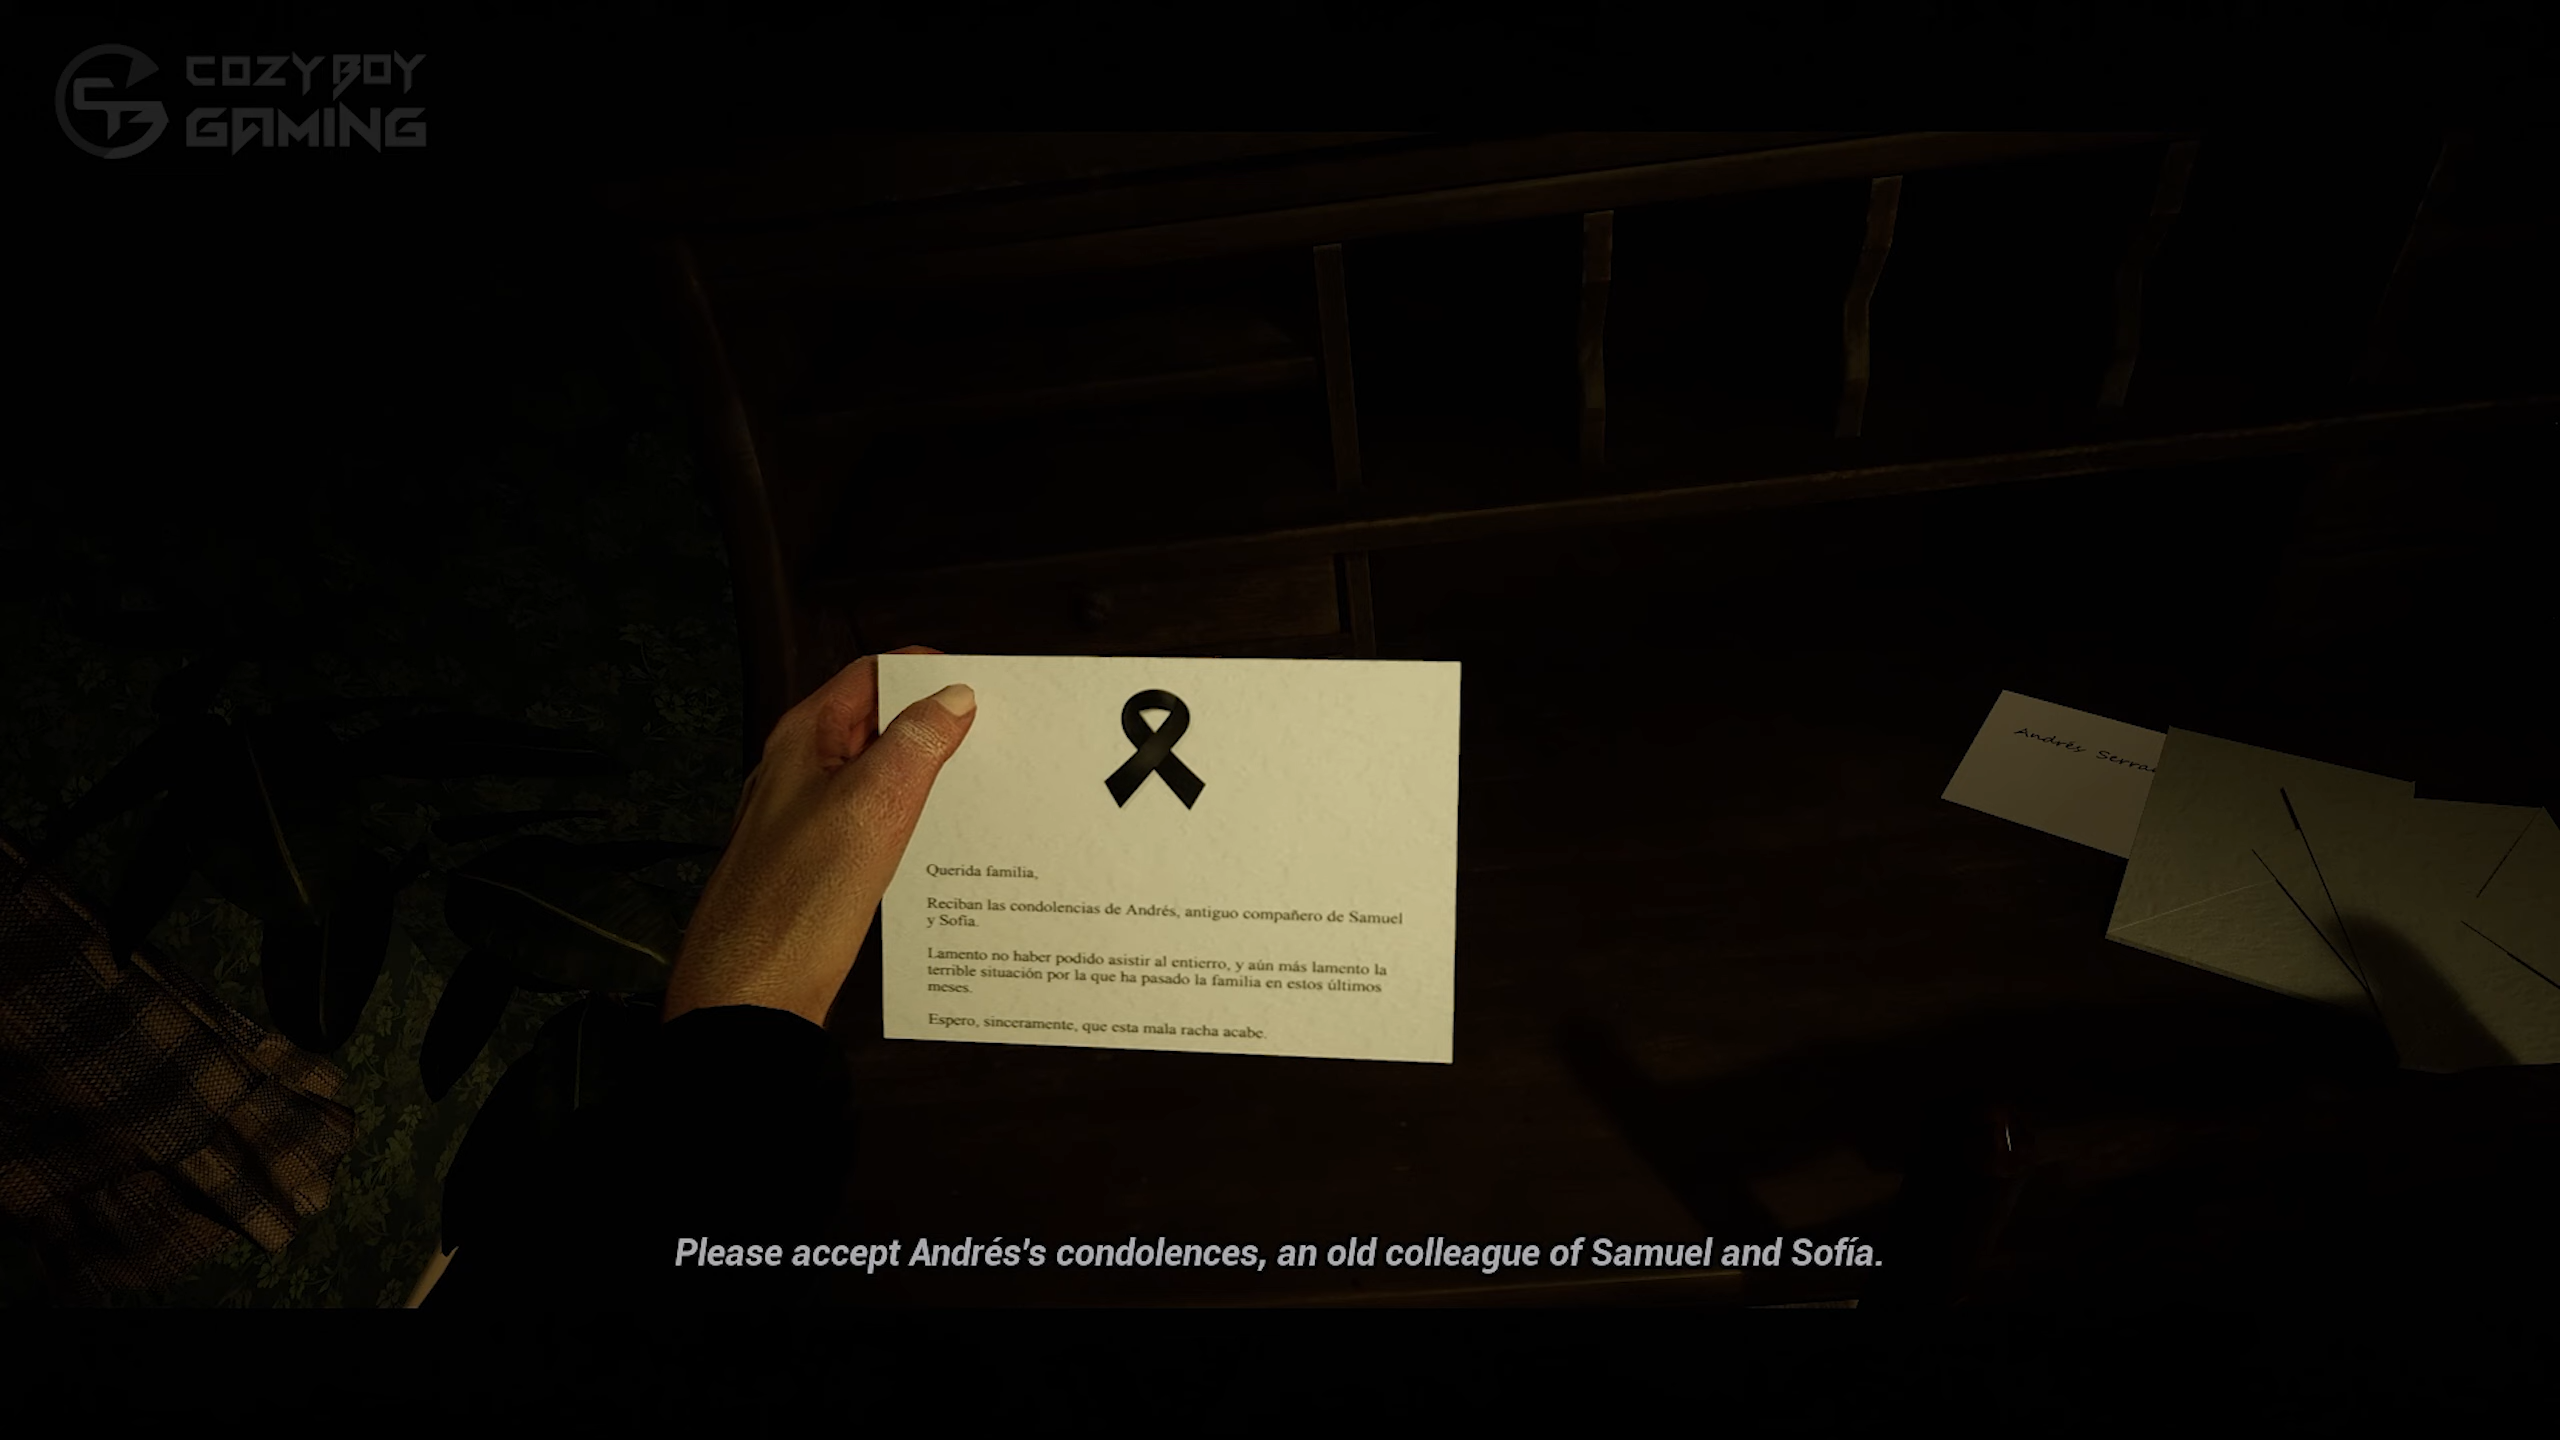 COZY BOY
GAMING
Andrés
Querida familia,
Reciban las condolencias de Andrés, antiguo compañero de Samuel
y Sofía.
Lamento no haber podido asistir al entierro, y aún más lamento la
terrible situación por la que ha pasado la familia en estos últimos
meses.
Espero, sinceramente, que esta mala racha acabe.
Please accept Andrés's condolences, an old colleague of Samuel and Sofía.